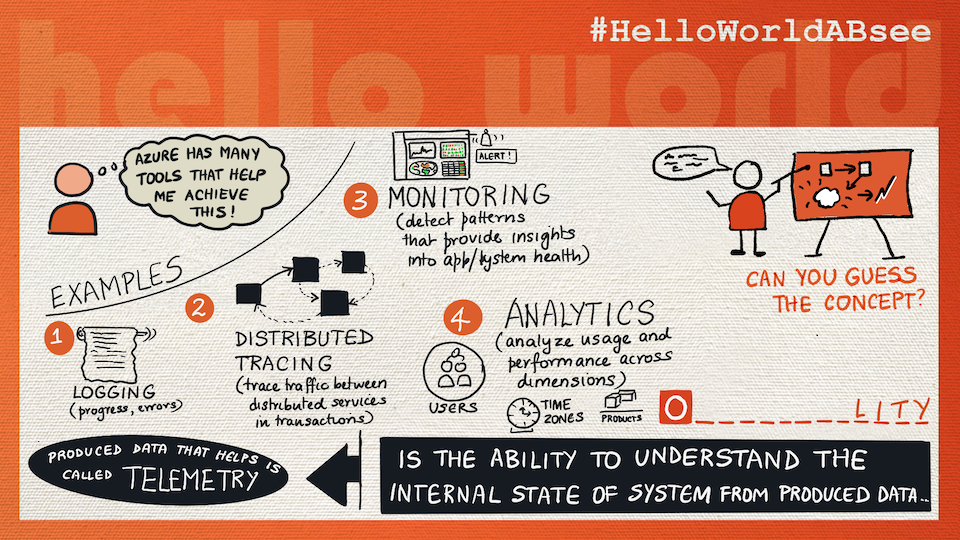 #HelloWorldABsee
hello world
AZURE HAS MANY
TOOLS THAT HELP
ME ACHIEVE
THIS!
EXAMPLES
1
LOGGING
(progress, errors)
2
DISTRIBUTED
TRACING
(trace traffic between
distributed services
in transactions)
ALERT!
3
MONITORING
(detect patterns
that provide insights
into app/system health)
4
ANALYTICS
(analyze usage and
performance across
dimensions)
USERS
TIME
ZONES
PRODUCTS
CAN YOU GUESS
THE CONCEPT?
O_________LITY
IS THE ABILITY TO UNDERSTAND THE
INTERNAL STATE OF SYSTEM FROM PRODUCED DATA..
PRODUCED DATA THAT HELPS IS
CALLED TELEMETRY